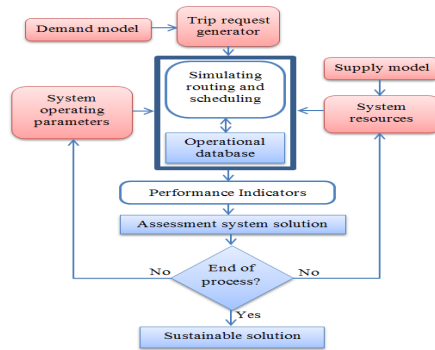 Demand model
Trip request
generator
Simulating
routing and
scheduling
Supply model
System
operating
parameters
System
resources
Operational
database
Performance Indicators
Assessment system solution
End of
process?
No
No
Yes
Sustainable solution